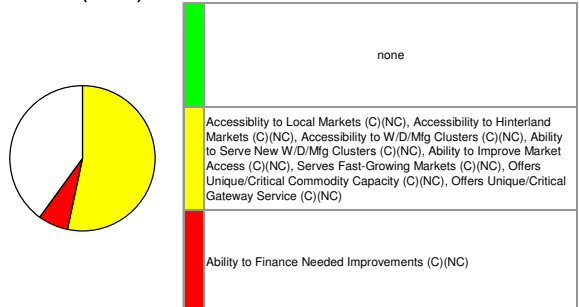 none
Accessiblity to Local Markets (C)(NC), Accessibility to Hinterland
Markets (C)(NC), Accessibility to W/D/Mfg Clusters (C)(NC), Ability
to Serve New W/D/Mfg Clusters (C)(NC), Ability to Improve Market
Access (C)(NC), Serves Fast-Growing Markets (C)(NC), Offers
Unique/Critical Commodity Capacity (C)(NC), Offers Unique/Critical
Gateway Service (C)(NC)
Ability to Finance Needed Improvements (C)(NC)